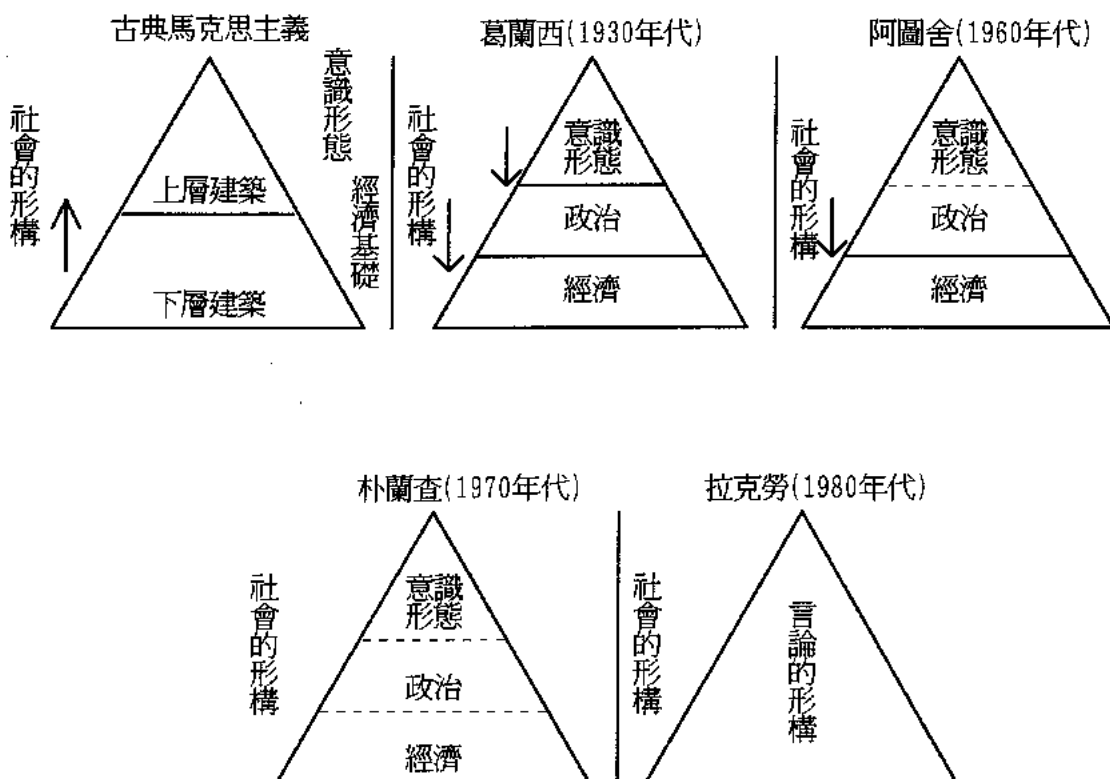 古典馬克思主義
社會的形構
上層建築
下層建築
意識形態
經濟基礎
葛蘭西(1930年代)
社會的形構
意識
形態
政治
經濟
阿圖舍(1960年代)
社會的形構
意識
形態
政治
經濟
朴蘭查(1970年代)
社會的形構
意識
形態
政治
經濟
拉克勞(1980年代)
社會的形構
言論的形構